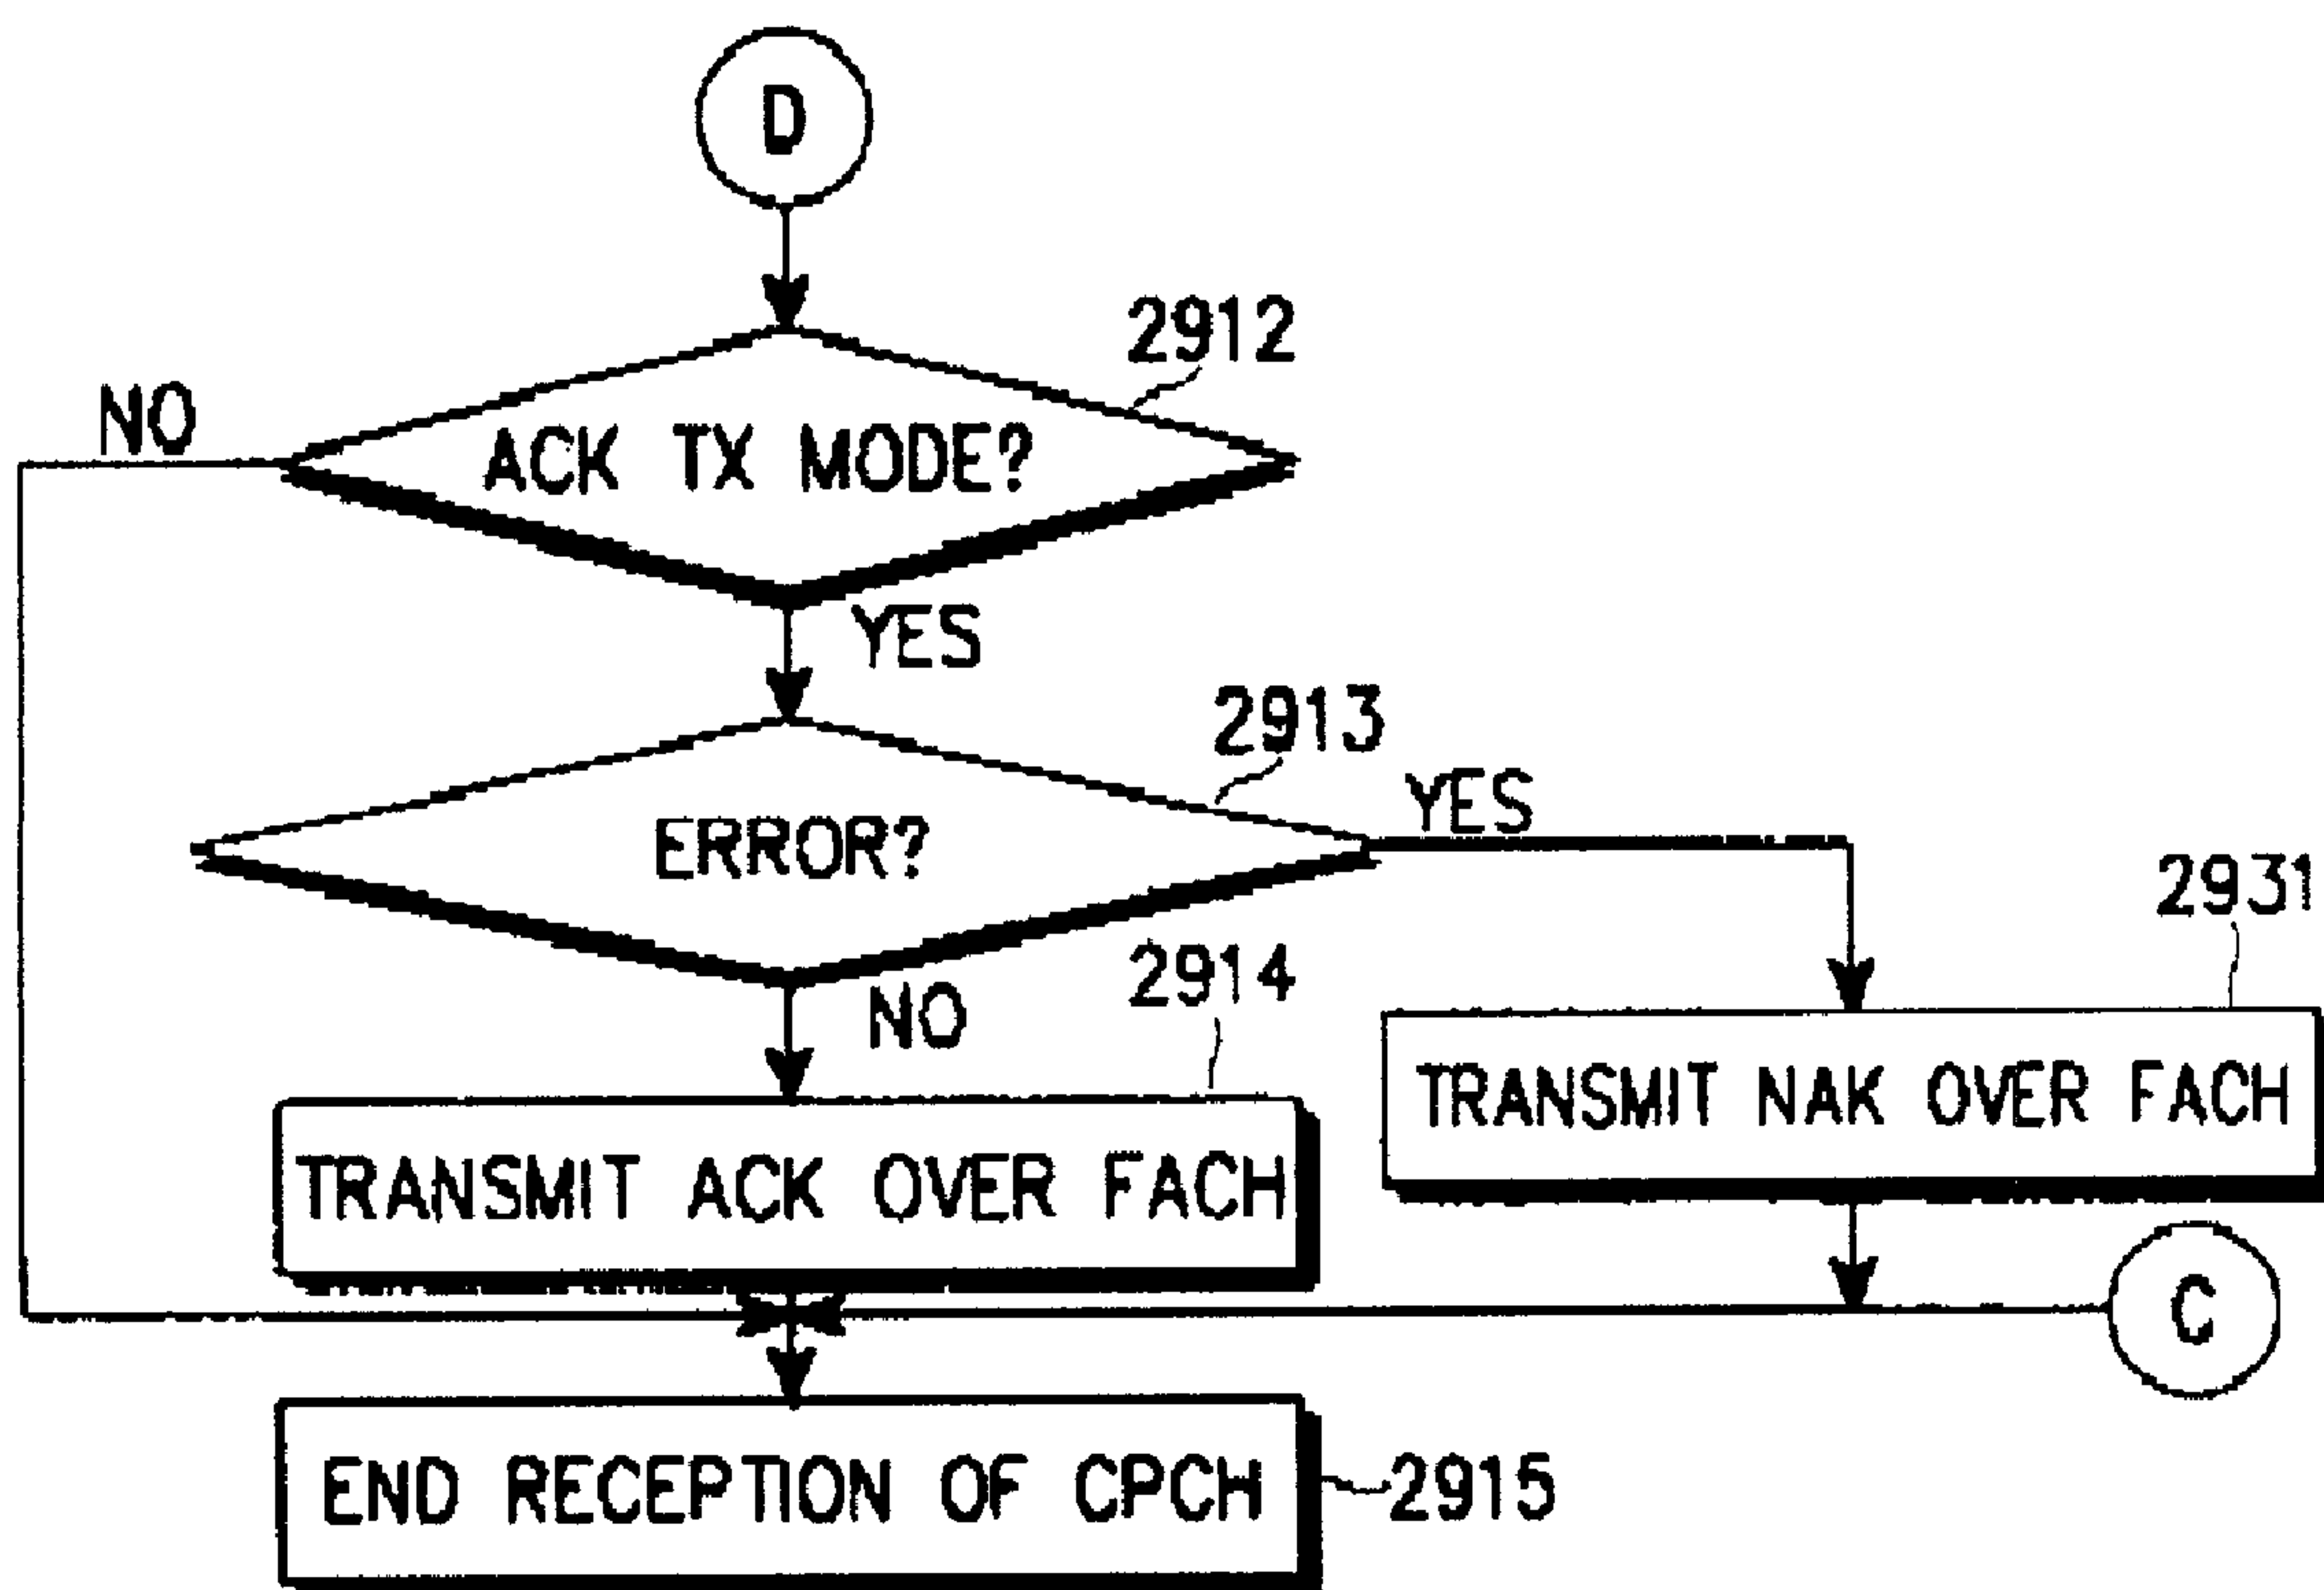 D
2912
NO
ACK TX MODE?
YES
2913
YES
ERROR?
2931
2914
NO
TRANSMIT NAK OVER FACH
TRANSMIT ACK OVER FACH
C
END RECEPTION OF CPCH
2915